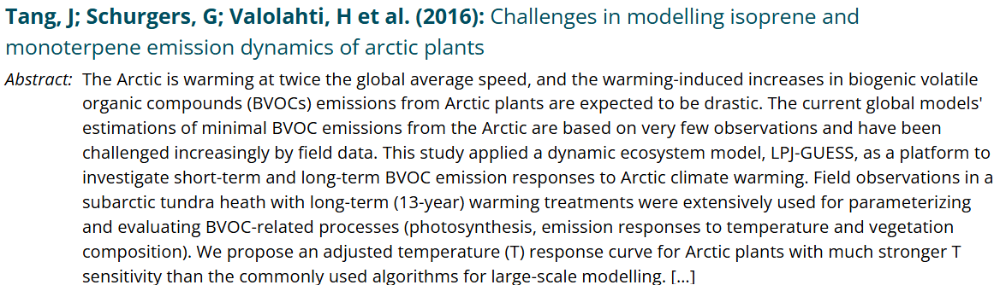 Tang, J; Schurgers, G; Valolahti, H et al. (2016): Challenges in modelling isoprene and
monoterpene emission dynamics of arctic plants
Abstract: The Arctic is warming at twice the global average speed, and the warming-induced increases in biogenic volatile
organic compounds (BVOCs) emissions from Arctic plants are expected to be drastic. The current global models'
estimations of minimal BVOC emissions from the Arctic are based on very few observations and have been
challenged increasingly by field data. This study applied a dynamic ecosystem model, LPJ-GUESS, as a platform to
investigate short-term and long-term BVOC emission responses to Arctic climate warming. Field observations in a
subarctic tundra heath with long-term (13-year) warming treatments were extensively used for parameterizing
and evaluating BVOC-related processes (photosynthesis, emission responses to temperature and vegetation
composition). We propose an adjusted temperature (T) response curve for Arctic plants with much stronger T
sensitivity than the commonly used algorithms for large-scale modelling. [...]